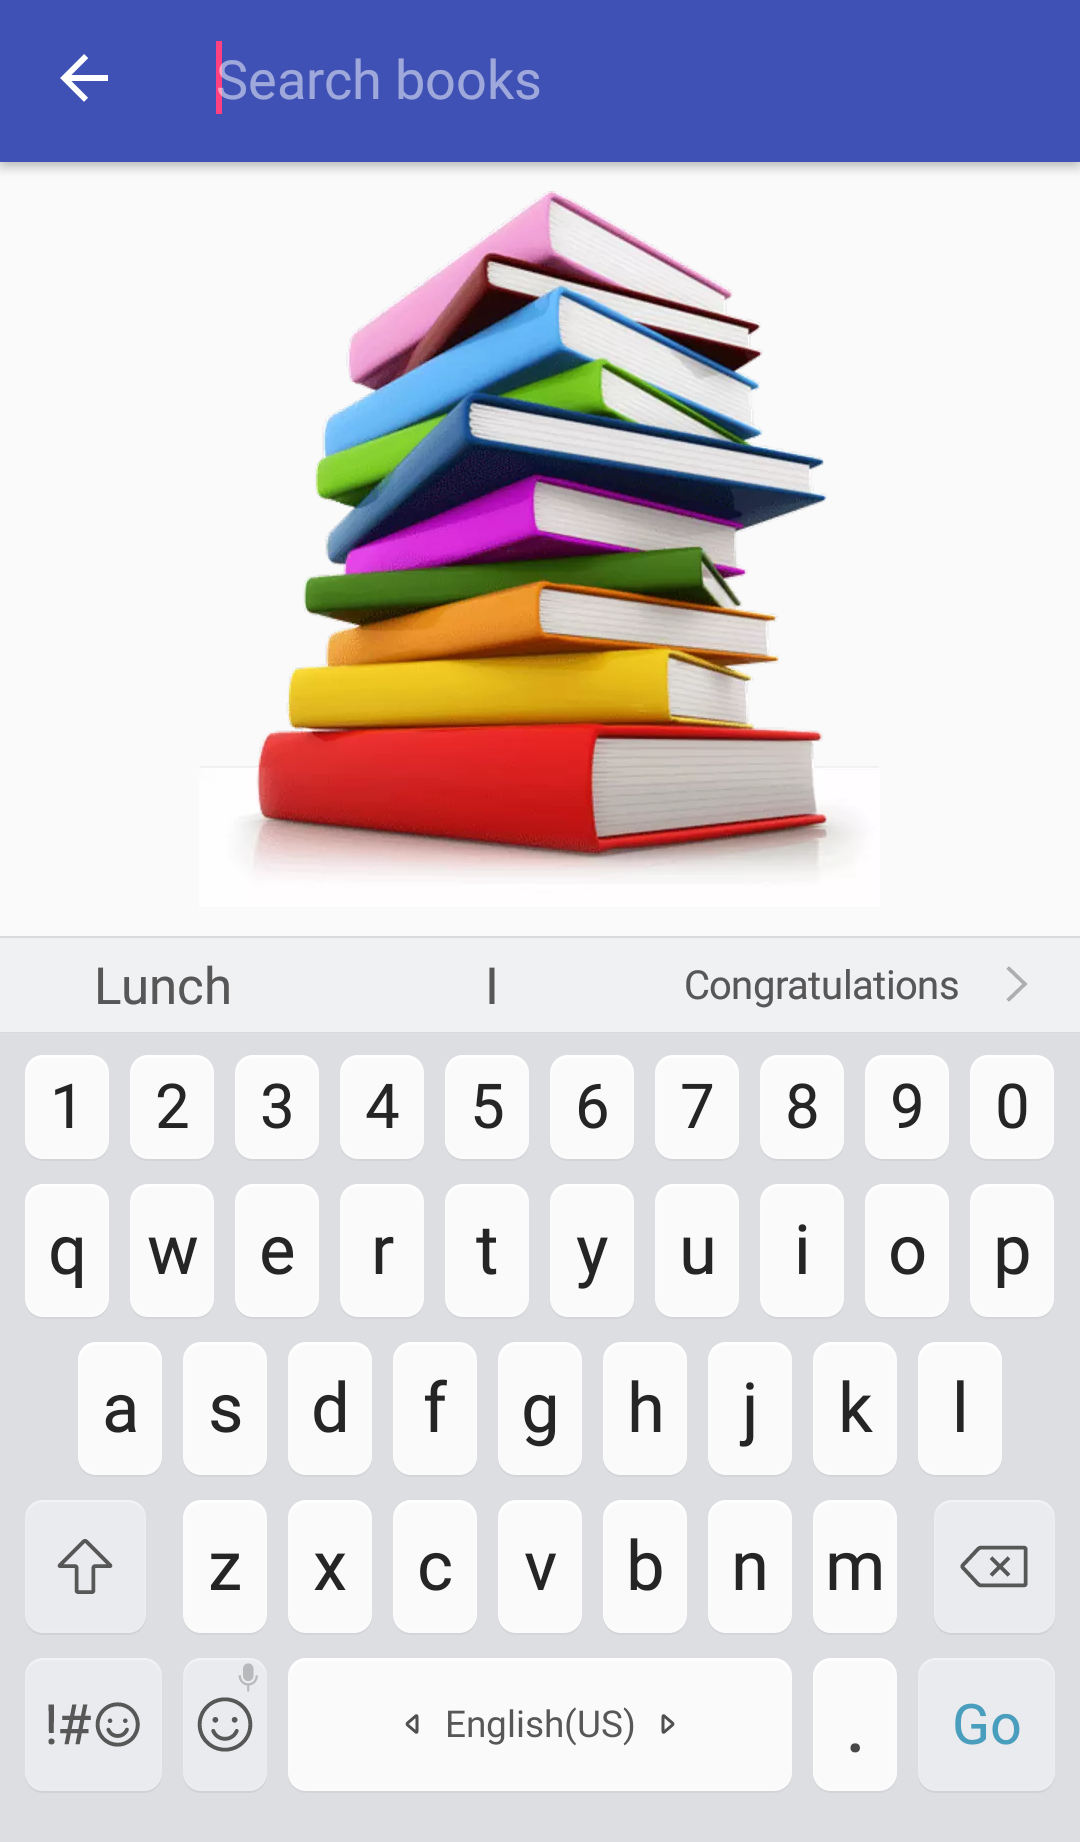 Search books
Lunch I Congratulations
1 2 3 4 5 6 7 8 9 0
q w e r t y u i o p
a s d f g h j k l
z x c v b n m
!#☺ English(US) . Go